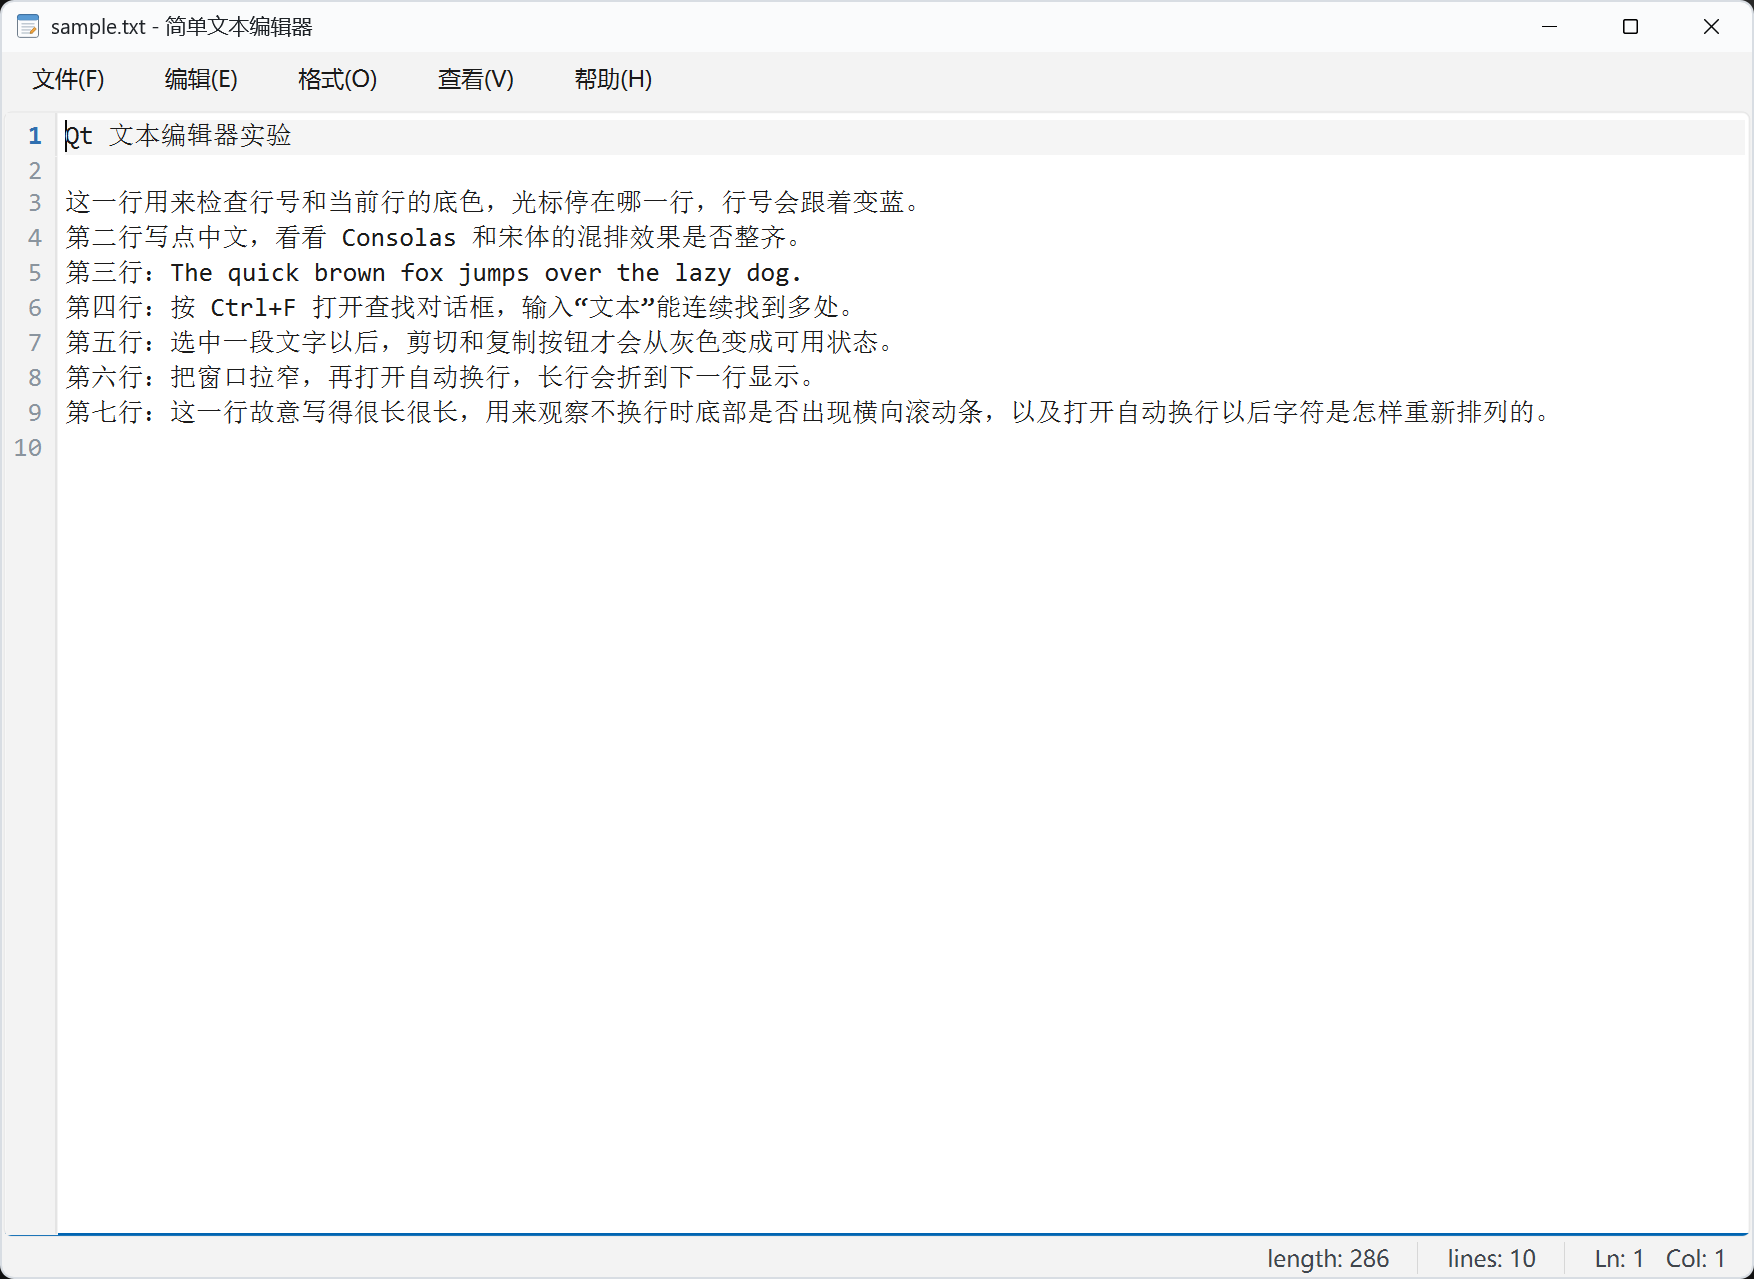 sample.txt - 简单文本编辑器
文件(F) 编辑(E) 格式(O) 查看(V) 帮助(H)
1 Qt 文本编辑器实验
2
3 这一行用来检查行号和当前行的底色，光标停在哪一行，行号会跟着变蓝。
4 第二行写点中文，看看 Consolas 和宋体的混排效果是否整齐。
5 第三行：The quick brown fox jumps over the lazy dog.
6 第四行：按 Ctrl+F 打开查找对话框，输入“文本”能连续找到多处。
7 第五行：选中一段文字以后，剪切和复制按钮才会从灰色变成可用状态。
8 第六行：把窗口拉窄，再打开自动换行，长行会折到下一行显示。
9 第七行：这一行故意写得很长很长，用来观察不换行时底部是否出现横向滚动条，以及打开自动换行以后字符是怎样重新排列的。
10
length: 286 lines: 10 Ln: 1 Col: 1